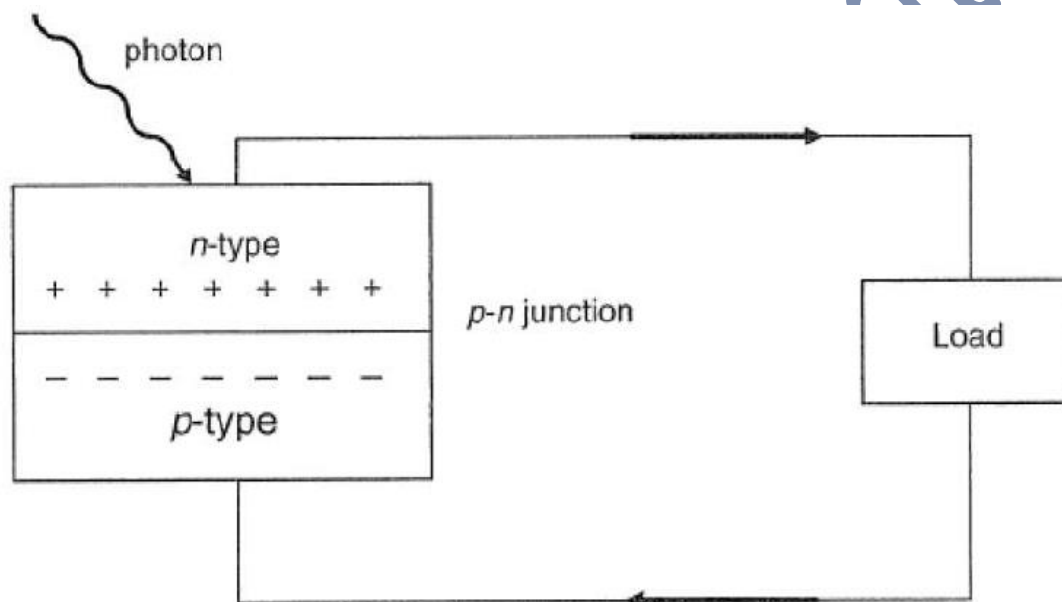 photon
n-type
+ + + + + + +
p-n junction
Load
− − − − − − −
p-type